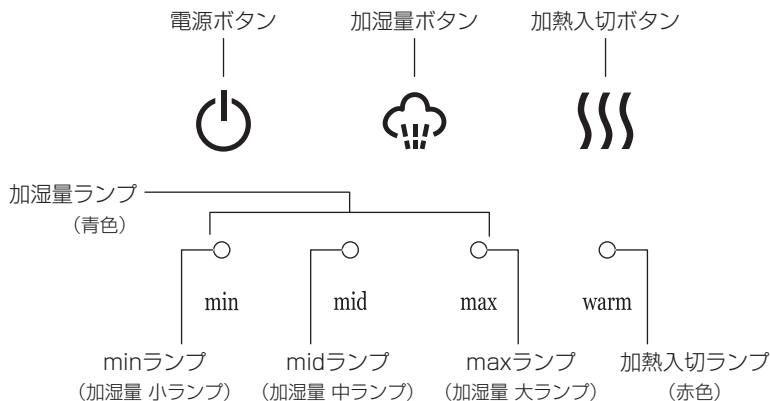 電源ボタン
加湿量ボタン
加熱入切ボタン
加湿量ランプ
（青色）
min
mid
max
warm
minランプ
（加湿量 小ランプ）
midランプ
（加湿量 中ランプ）
maxランプ
（加湿量 大ランプ）
加熱入切ランプ
（赤色）